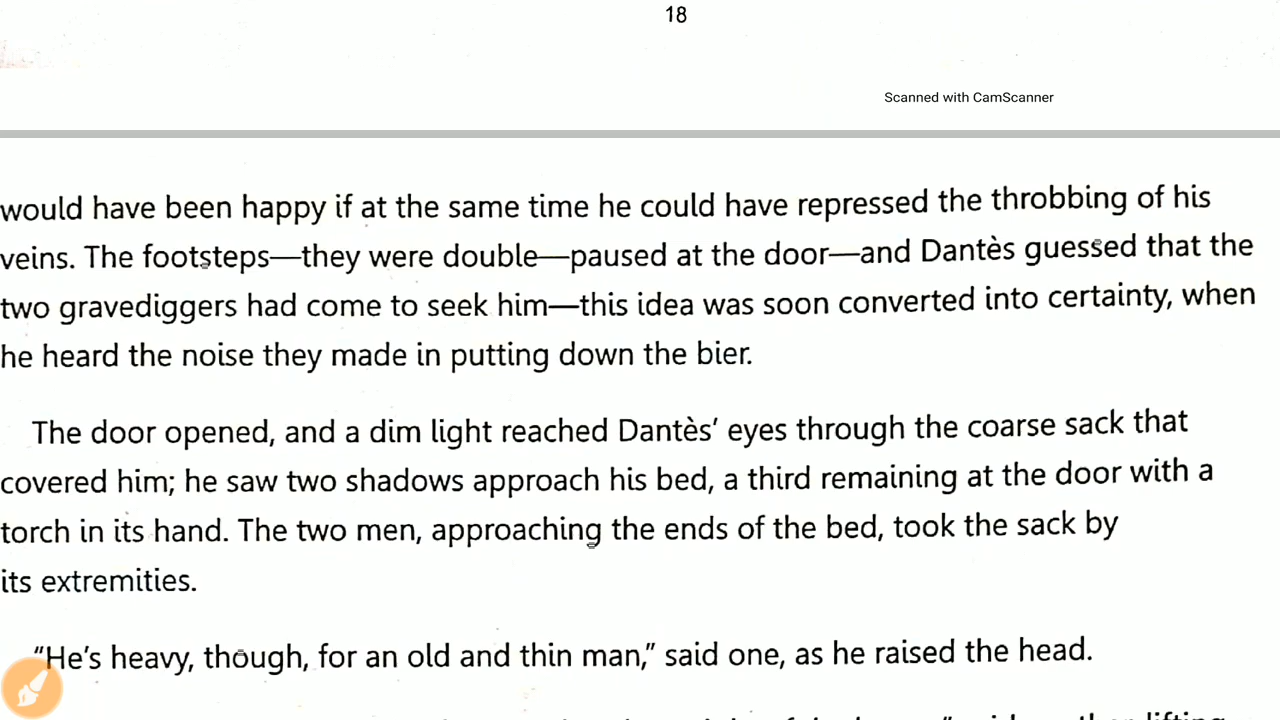 18
Scanned with CamScanner
would have been happy if at the same time he could have repressed the throbbing of his
veins. The footsteps—they were double—paused at the door—and Dantès guessed that the
two gravediggers had come to seek him—this idea was soon converted into certainty, when
he heard the noise they made in putting down the bier.
The door opened, and a dim light reached Dantès’ eyes through the coarse sack that
covered him; he saw two shadows approach his bed, a third remaining at the door with a
torch in its hand. The two men, approaching the ends of the bed, took the sack by
its extremities.
“He’s heavy, though, for an old and thin man,” said one, as he raised the head.